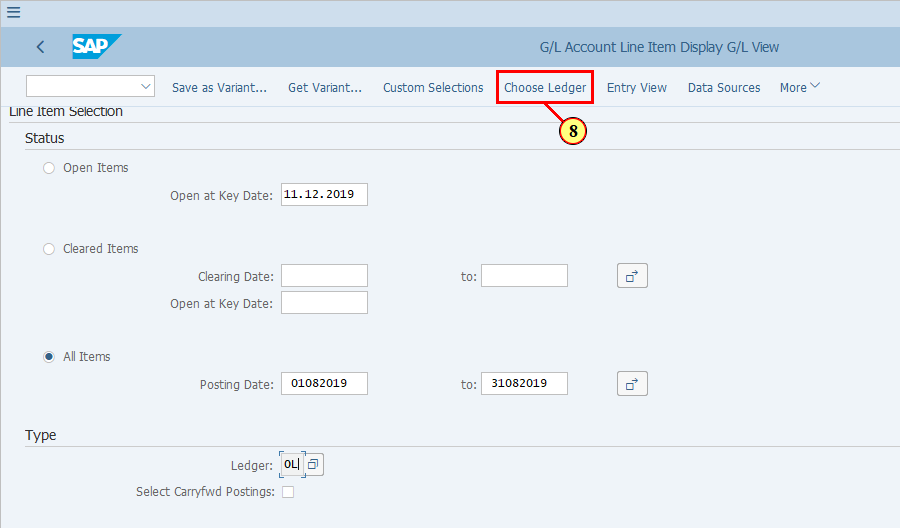 SAP G/L Account Line Item Display G/L View
Save as Variant... Get Variant... Custom Selections Choose Ledger Entry View Data Sources More
8
Line Item Selection
Status
Open Items
Open at Key Date: 11.12.2019
Cleared Items
Clearing Date: to:
Open at Key Date:
All Items
Posting Date: 01082019 to: 31082019
Type
Ledger: 0L
Select Carryfwd Postings: